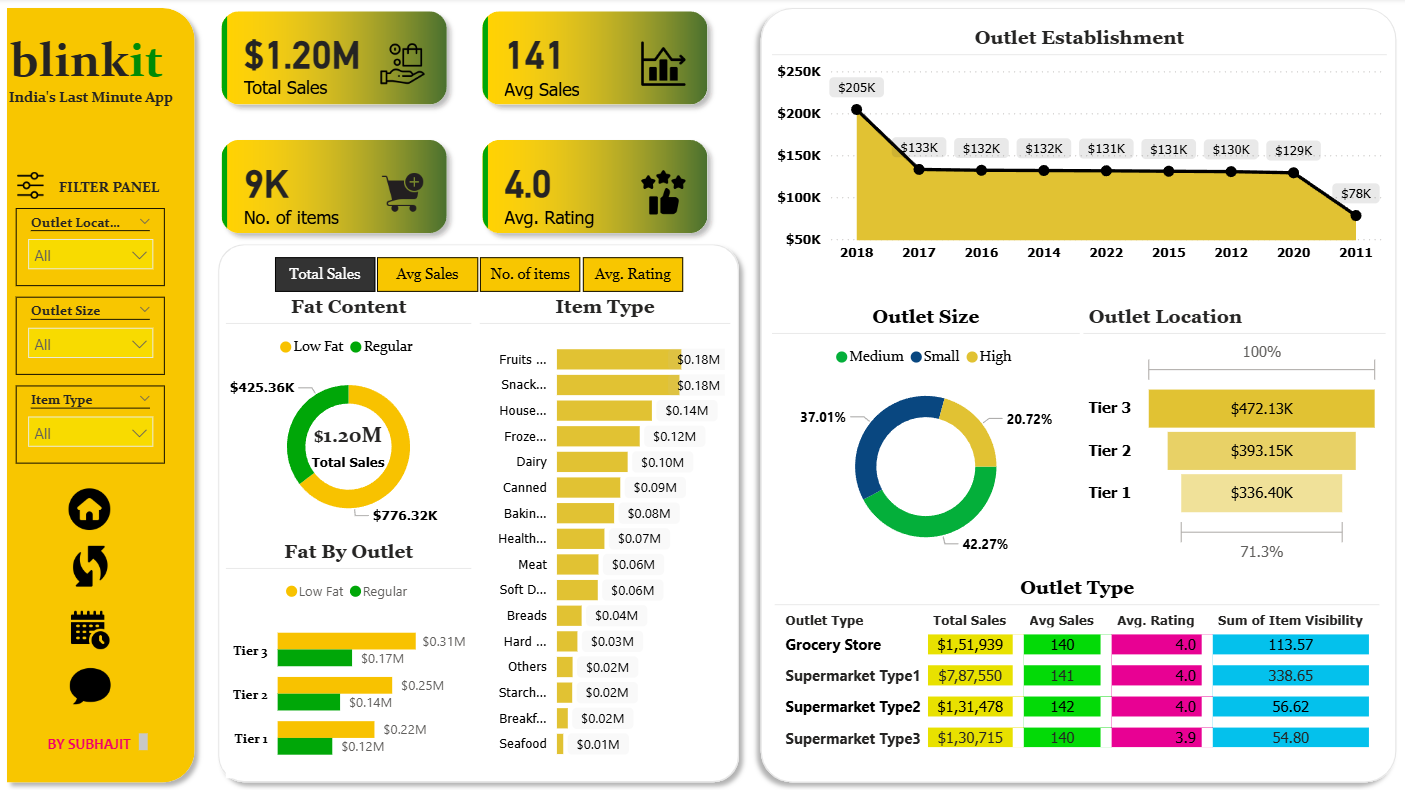 blinkit
India's Last Minute App
FILTER PANEL
Outlet Locat...
All
Outlet Size
All
Item Type
All
BY SUBHAJIT
$1.20M
Total Sales
141
Avg Sales
9K
No. of items
4.0
Avg. Rating
Total Sales Avg Sales No. of items Avg. Rating
Fat Content
Low Fat Regular
$425.36K
$1.20M
Total Sales
$776.32K
Fat By Outlet
Low Fat Regular
Tier 3 $0.31M
$0.17M
Tier 2 $0.25M
$0.14M
Tier 1 $0.22M
$0.12M
Item Type
Fruits ... $0.18M
Snack... $0.18M
House... $0.14M
Froze... $0.12M
Dairy $0.10M
Canned $0.09M
Bakin... $0.08M
Health... $0.07M
Meat $0.06M
Soft D... $0.06M
Breads $0.04M
Hard ... $0.03M
Others $0.02M
Starch... $0.02M
Breakf... $0.02M
Seafood $0.01M
Outlet Establishment
$250K
$200K
$150K
$100K
$50K
$205K $133K $132K $132K $131K $131K $130K $129K $78K
2018 2017 2016 2014 2022 2015 2012 2020 2011
Outlet Size
Medium Small High
37.01%
20.72%
42.27%
Outlet Location
100%
Tier 3 $472.13K
Tier 2 $393.15K
Tier 1 $336.40K
71.3%
Outlet Type
Outlet Type Total Sales Avg Sales Avg. Rating Sum of Item Visibility
Grocery Store $1,51,939 140 4.0 113.57
Supermarket Type1 $7,87,550 141 4.0 338.65
Supermarket Type2 $1,31,478 142 4.0 56.62
Supermarket Type3 $1,30,715 140 3.9 54.80